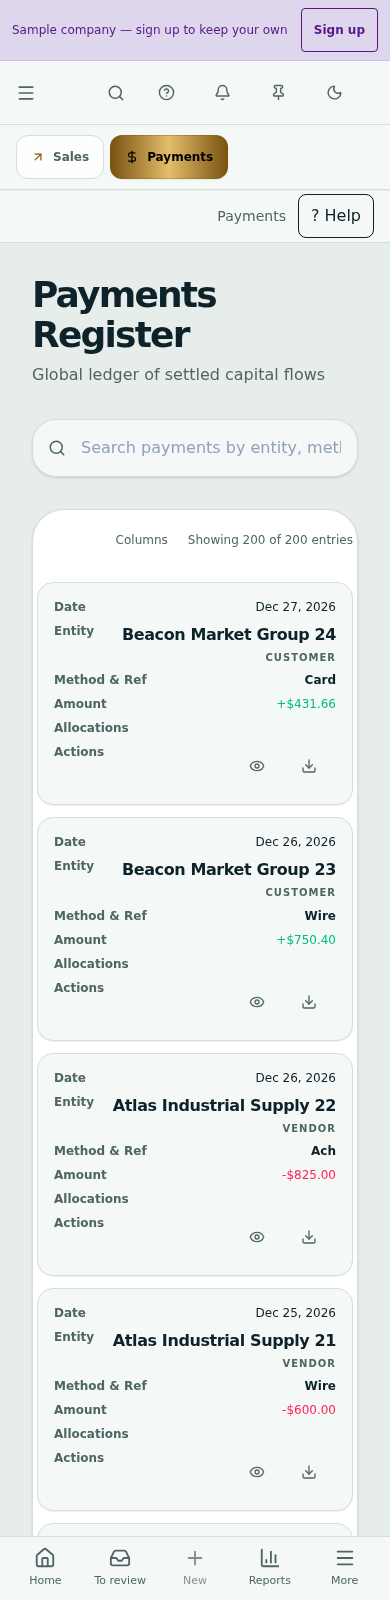 Sample company — sign up to keep your own
Sign up
Sales
Payments
Payments
? Help
Payments
Register
Global ledger of settled capital flows
Search payments by entity, met
Columns
Showing 200 of 200 entries
Date
Dec 27, 2026
Entity
Beacon Market Group 24
CUSTOMER
Method & Ref
Card
Amount
+$431.66
Allocations
Actions
Date
Dec 26, 2026
Entity
Beacon Market Group 23
CUSTOMER
Method & Ref
Wire
Amount
+$750.40
Allocations
Actions
Date
Dec 26, 2026
Entity
Atlas Industrial Supply 22
VENDOR
Method & Ref
Ach
Amount
-$825.00
Allocations
Actions
Date
Dec 25, 2026
Entity
Atlas Industrial Supply 21
VENDOR
Method & Ref
Wire
Amount
-$600.00
Allocations
Actions
Home
To review
New
Reports
More